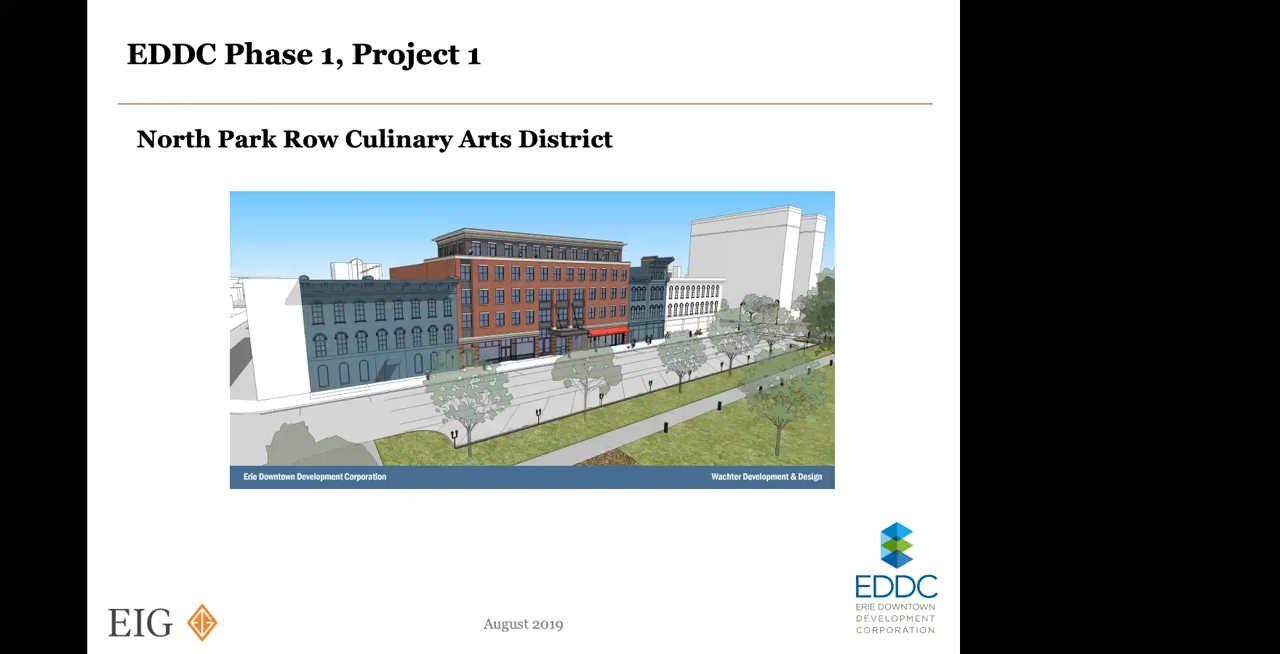 EDDC Phase 1, Project 1
North Park Row Culinary Arts District
Erie Downtown Development Corporation
Wachter Development & Design
EIG
August 2019
EDDC
ERIE DOWNTOWN
DEVELOPMENT
CORPORATION